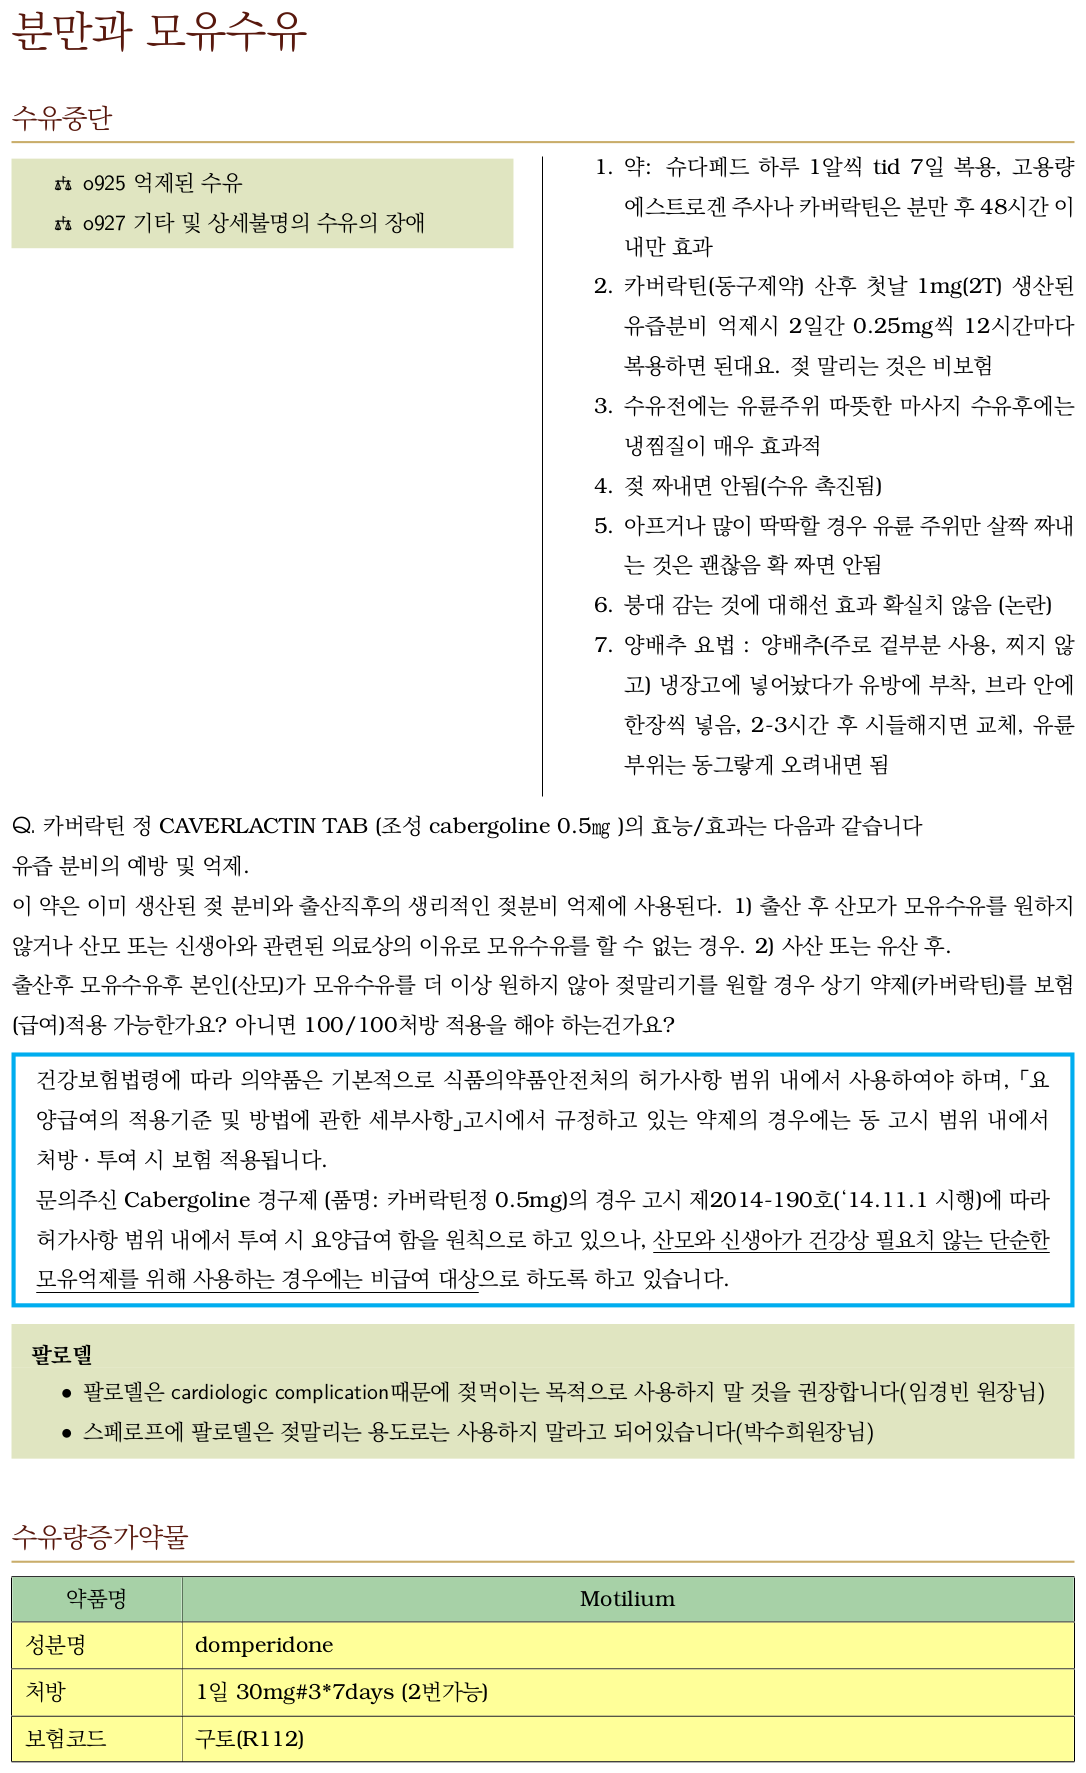 분만과 모유수유
수유중단
o925 억제된 수유
o927 기타 및 상세불명의 수유의 장애
1. 약: 슈다페드 하루 1알씩 tid 7일 복용, 고용량
에스트로겐 주사나 카버락틴은 분만 후 48시간 이
내만 효과
2. 카버락틴(동구제약) 산후 첫날 1mg(2T) 생산된
유즙분비 억제시 2일간 0.25mg씩 12시간마다
복용하면 된대요. 젖 말리는 것은 비보험
3. 수유전에는 유륜주위 따뜻한 마사지 수유후에는
냉찜질이 매우 효과적
4. 젖 짜내면 안됨(수유 촉진됨)
5. 아프거나 많이 딱딱할 경우 유륜 주위만 살짝 짜내
는 것은 괜찮음 확 짜면 안됨
6. 붕대 감는 것에 대해선 효과 확실치 않음 (논란)
7. 양배추 요법 : 양배추(주로 겉부분 사용, 찌지 않
고) 냉장고에 넣어놨다가 유방에 부착, 브라 안에
한장씩 넣음, 2-3시간 후 시들해지면 교체, 유륜
부위는 동그랗게 오려내면 됨
Q. 카버락틴 정 CAVERLACTIN TAB (조성 cabergoline 0.5㎎ )의 효능/효과는 다음과 같습니다
유즙 분비의 예방 및 억제.
이 약은 이미 생산된 젖 분비와 출산직후의 생리적인 젖분비 억제에 사용된다. 1) 출산 후 산모가 모유수유를 원하지
않거나 산모 또는 신생아와 관련된 의료상의 이유로 모유수유를 할 수 없는 경우. 2) 사산 또는 유산 후.
출산후 모유수유후 본인(산모)가 모유수유를 더 이상 원하지 않아 젖말리기를 원할 경우 상기 약제(카버락틴)를 보험
(급여)적용 가능한가요? 아니면 100/100처방 적용을 해야 하는건가요?
건강보험법령에 따라 의약품은 기본적으로 식품의약품안전처의 허가사항 범위 내에서 사용하여야 하며, 「요
양급여의 적용기준 및 방법에 관한 세부사항」고시에서 규정하고 있는 약제의 경우에는 동 고시 범위 내에서
처방 · 투여 시 보험 적용됩니다.
문의주신 Cabergoline 경구제 (품명: 카버락틴정 0.5mg)의 경우 고시 제2014-190호(‘14.11.1 시행)에 따라
허가사항 범위 내에서 투여 시 요양급여 함을 원칙으로 하고 있으나, 산모와 신생아가 건강상 필요치 않는 단순한
모유억제를 위해 사용하는 경우에는 비급여 대상으로 하도록 하고 있습니다.
팔로델
• 팔로델은 cardiologic complication때문에 젖먹이는 목적으로 사용하지 말 것을 권장합니다(임경빈 원장님)
• 스페로프에 팔로델은 젖말리는 용도로는 사용하지 말라고 되어있습니다(박수희원장님)
수유량증가약물
약품명 Motilium
성분명 domperidone
처방 1일 30mg#3*7days (2번가능)
보험코드 구토(R112)